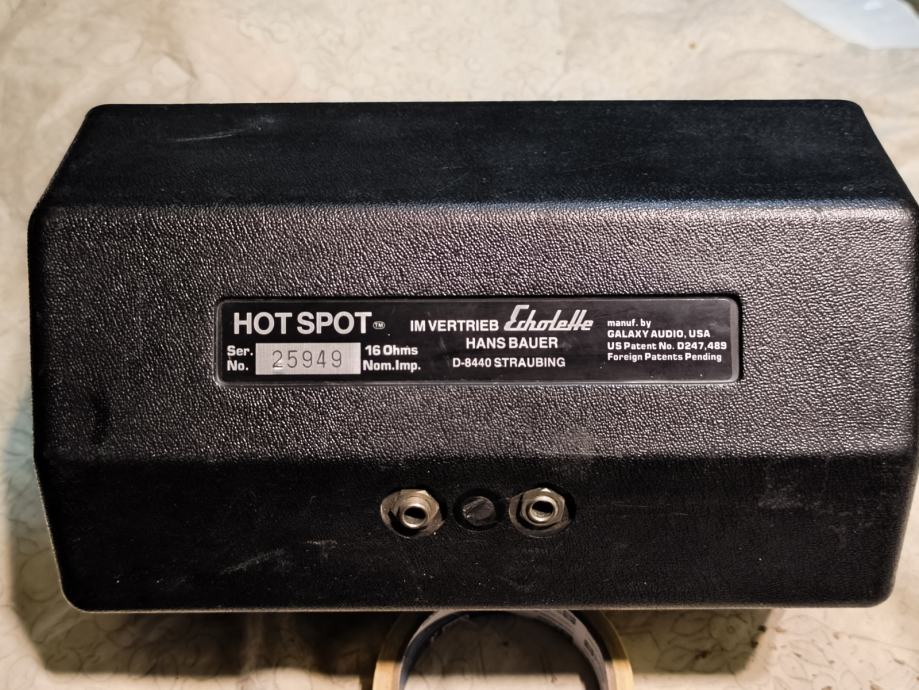 HOT SPOT™
Ser. No. 25949 16 Ohms Nom.Imp.
IM VERTRIEB Echolette
HANS BAUER
D-8440 STRAUBING
manuf. by
GALAXY AUDIO. USA
US Patent No. D247,489
Foreign Patents Pending